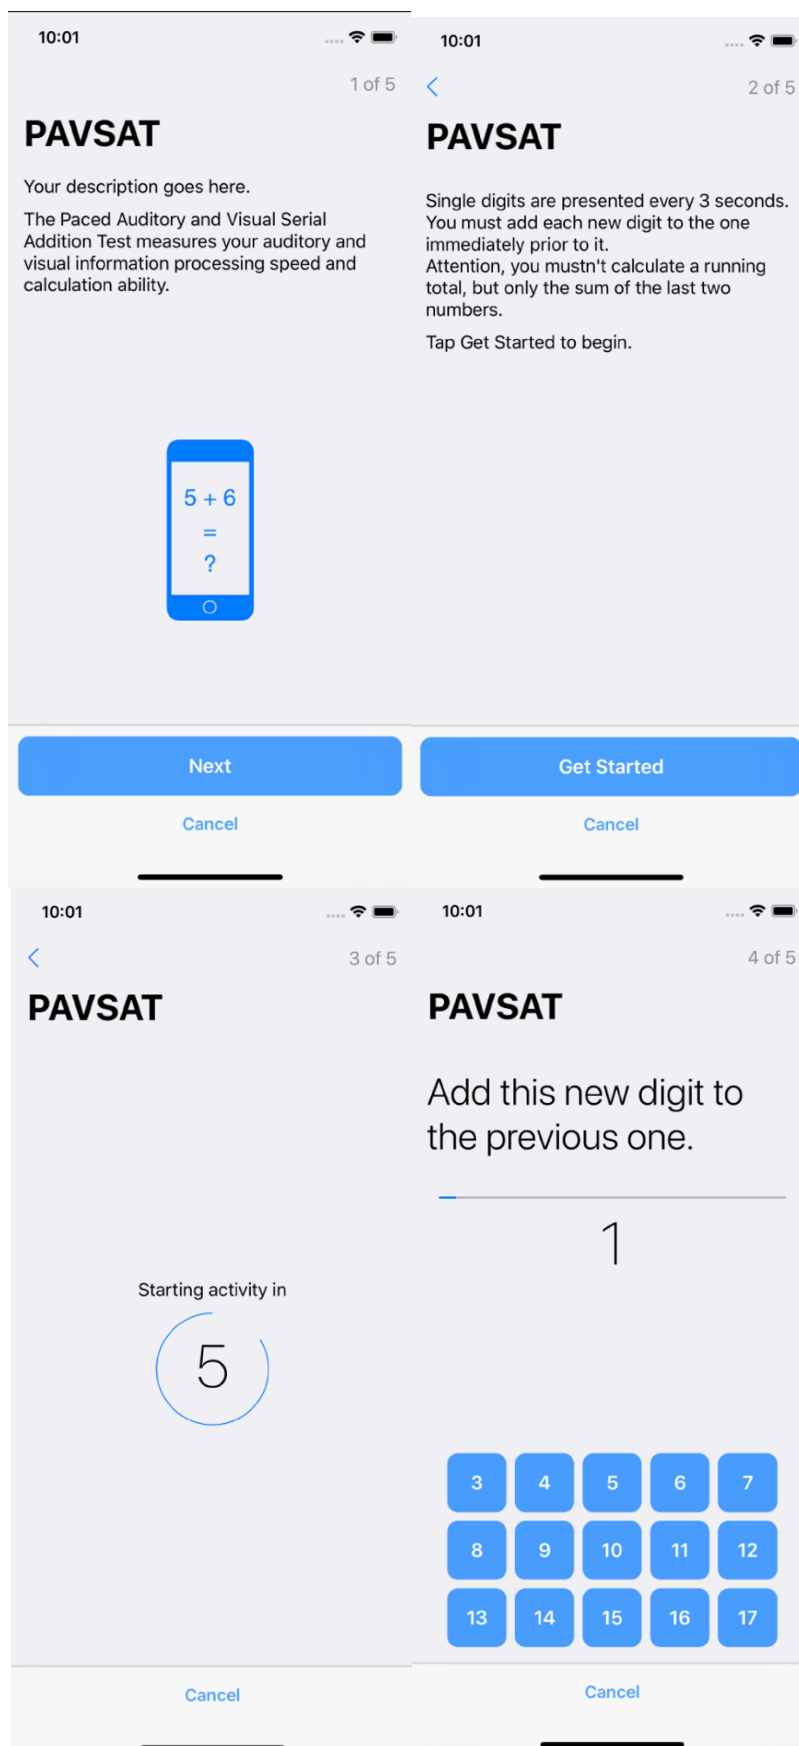 10:01
1 of 5
PAVSAT
Your description goes here.
The Paced Auditory and Visual Serial
Addition Test measures your auditory and
visual information processing speed and
calculation ability.
5 + 6
=
?
Next
Cancel
10:01
2 of 5
PAVSAT
Single digits are presented every 3 seconds.
You must add each new digit to the one
immediately prior to it.
Attention, you mustn't calculate a running
total, but only the sum of the last two
numbers.
Tap Get Started to begin.
Get Started
Cancel
10:01
3 of 5
PAVSAT
Starting activity in
5
Cancel
10:01
4 of 5
PAVSAT
Add this new digit to
the previous one.
1
3 4 5 6 7
8 9 10 11 12
13 14 15 16 17
Cancel